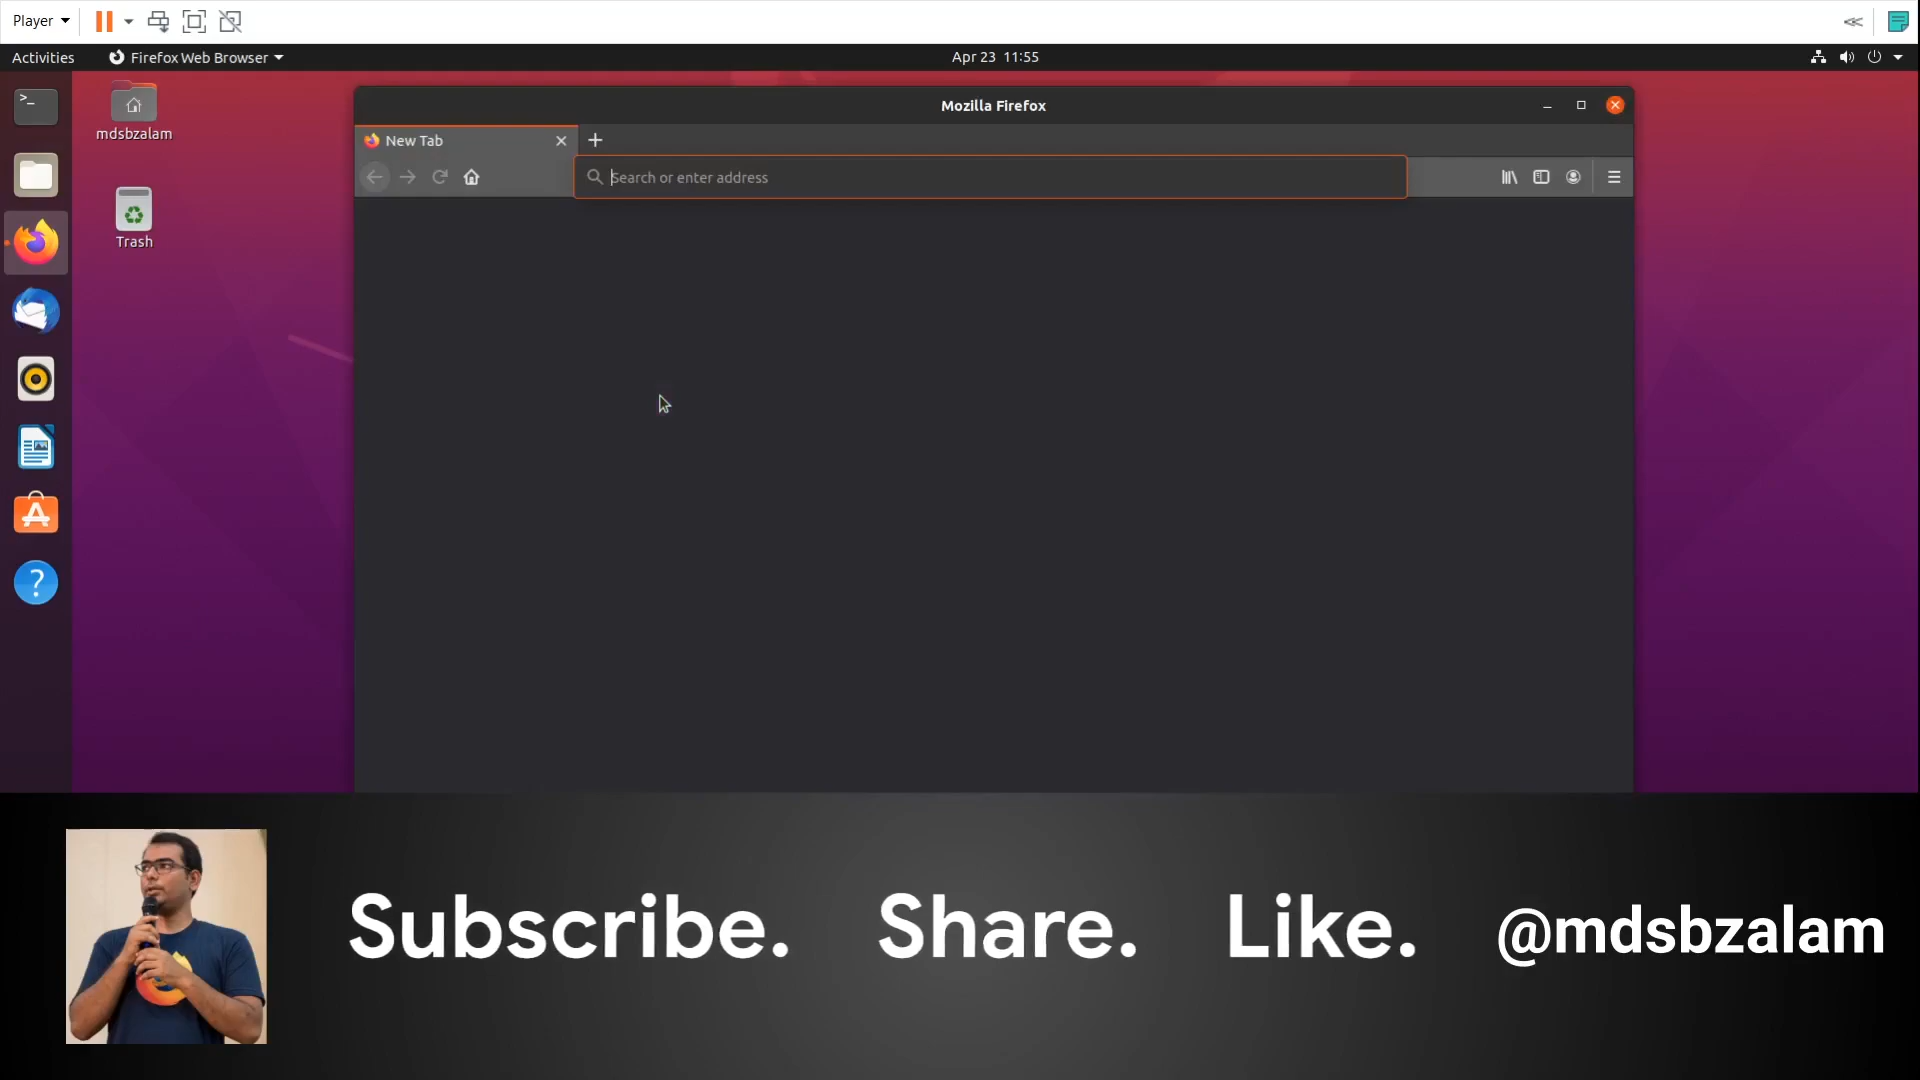 Player
Activities
Firefox Web Browser
Apr 23 11:55
mdsbzalam
Trash
Mozilla Firefox
New Tab
Search or enter address
Subscribe. Share. Like. @mdsbzalam